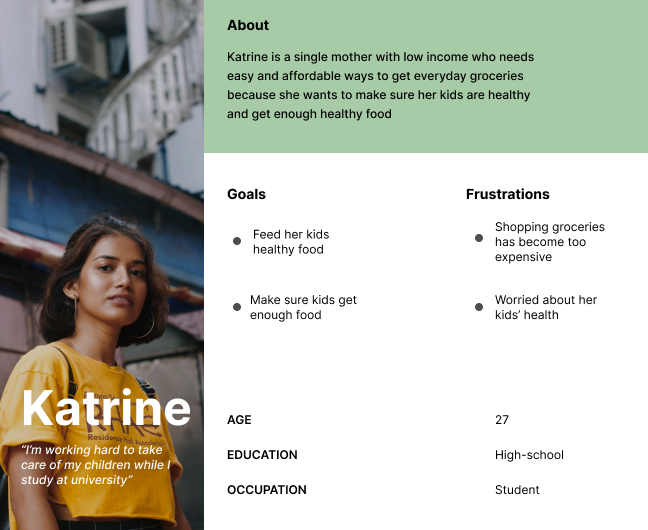 About
Katrine is a single mother with low income who needs
easy and affordable ways to get everyday groceries
because she wants to make sure her kids are healthy
and get enough healthy food
Goals
Feed her kids
healthy food
Make sure kids get
enough food
Frustrations
Shopping groceries
has become too
expensive
Worried about her
kids’ health
Katrine
Residence Hall Association
“I’m working hard to take
care of my children while I
study at university”
AGE
27
EDUCATION
High-school
OCCUPATION
Student